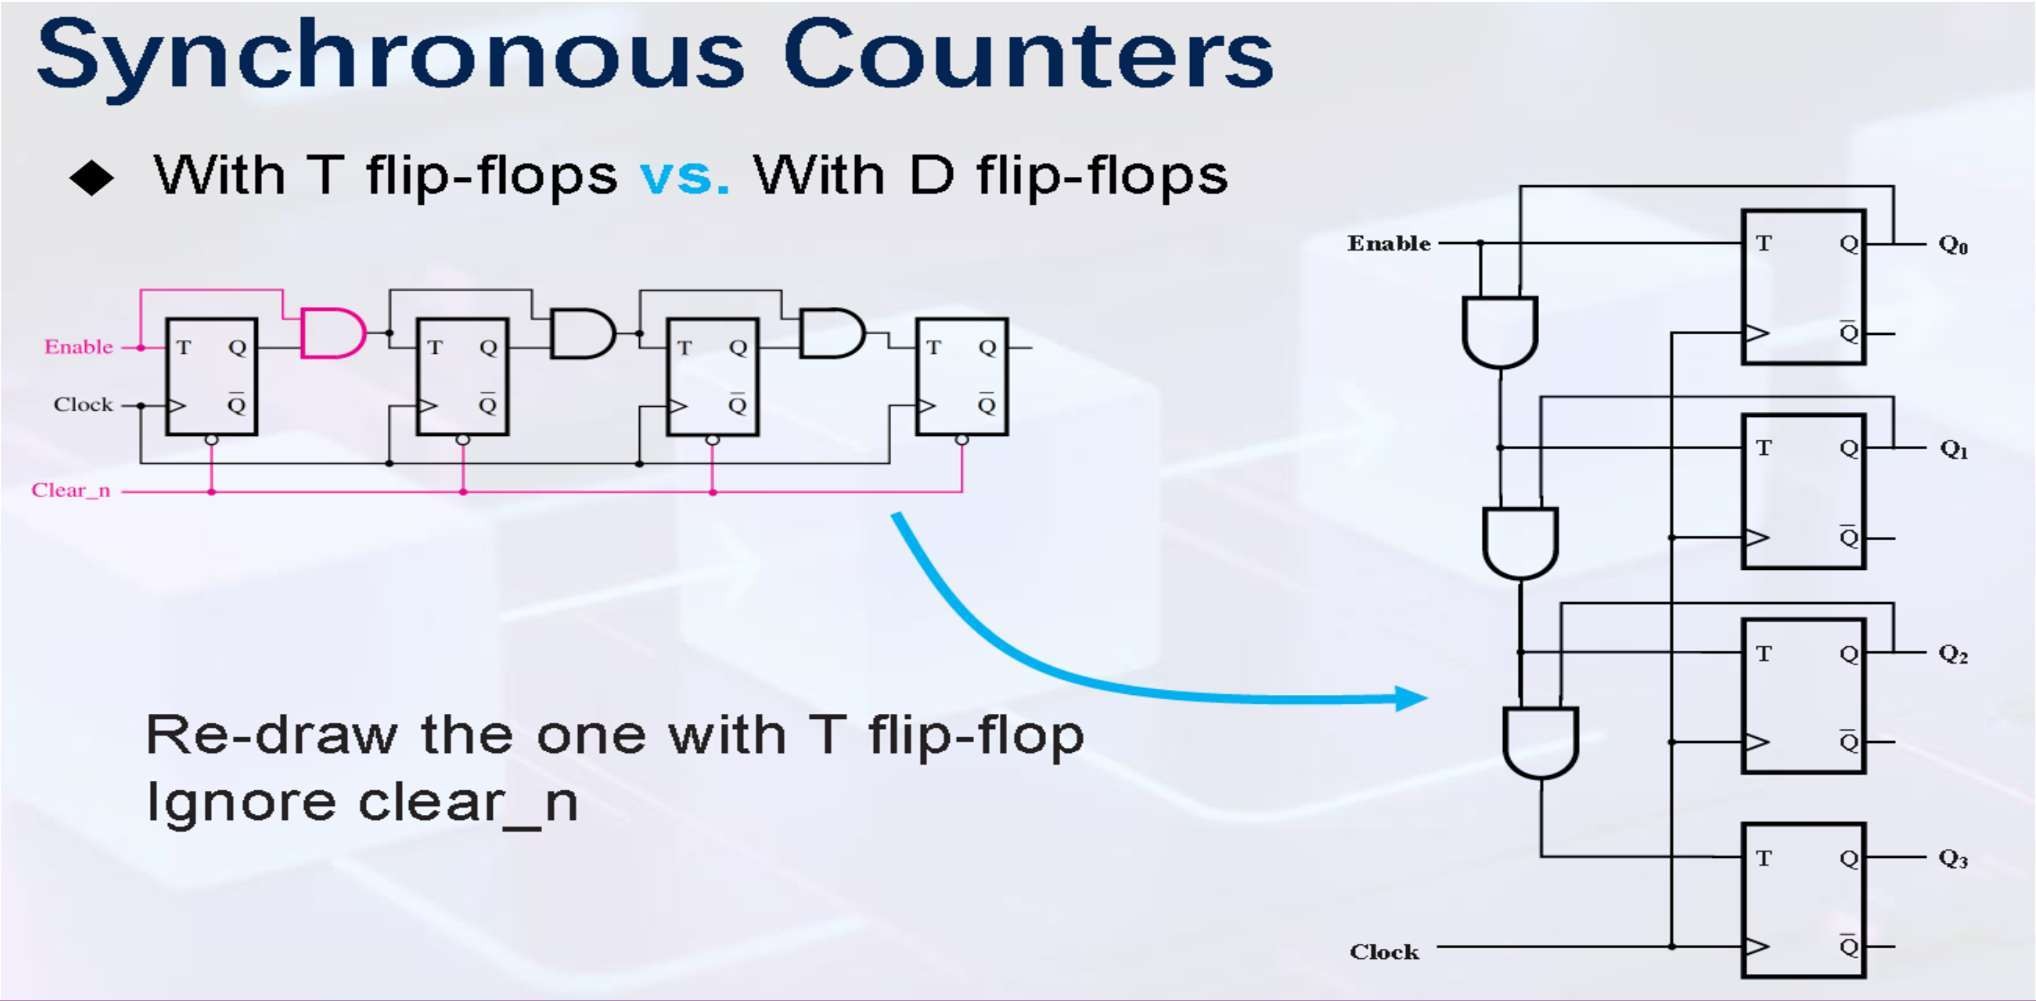 Synchronous Counters
◆ With T flip-flops vs. With D flip-flops
Enable
T Q
T Q
T Q
T Q
Clock
Q̅
Q̅
Q̅
Q̅
Clear_n
Re-draw the one with T flip-flop
Ignore clear_n
Enable
T Q Q₀
Q̅
T Q Q₁
Q̅
T Q Q₂
Q̅
T Q Q₃
Clock
Q̅